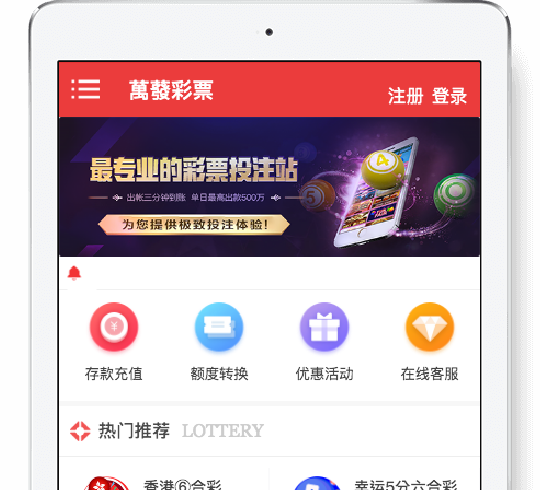 萬發彩票
注册 登录
最专业的彩票投注站
出帐三分钟到账 单日最高出款500万
为您提供极致投注体验!
4
5
¥
存款充值
额度转换
优惠活动
在线客服
热门推荐 LOTTERY
香港⑥合彩
幸运5分六合彩